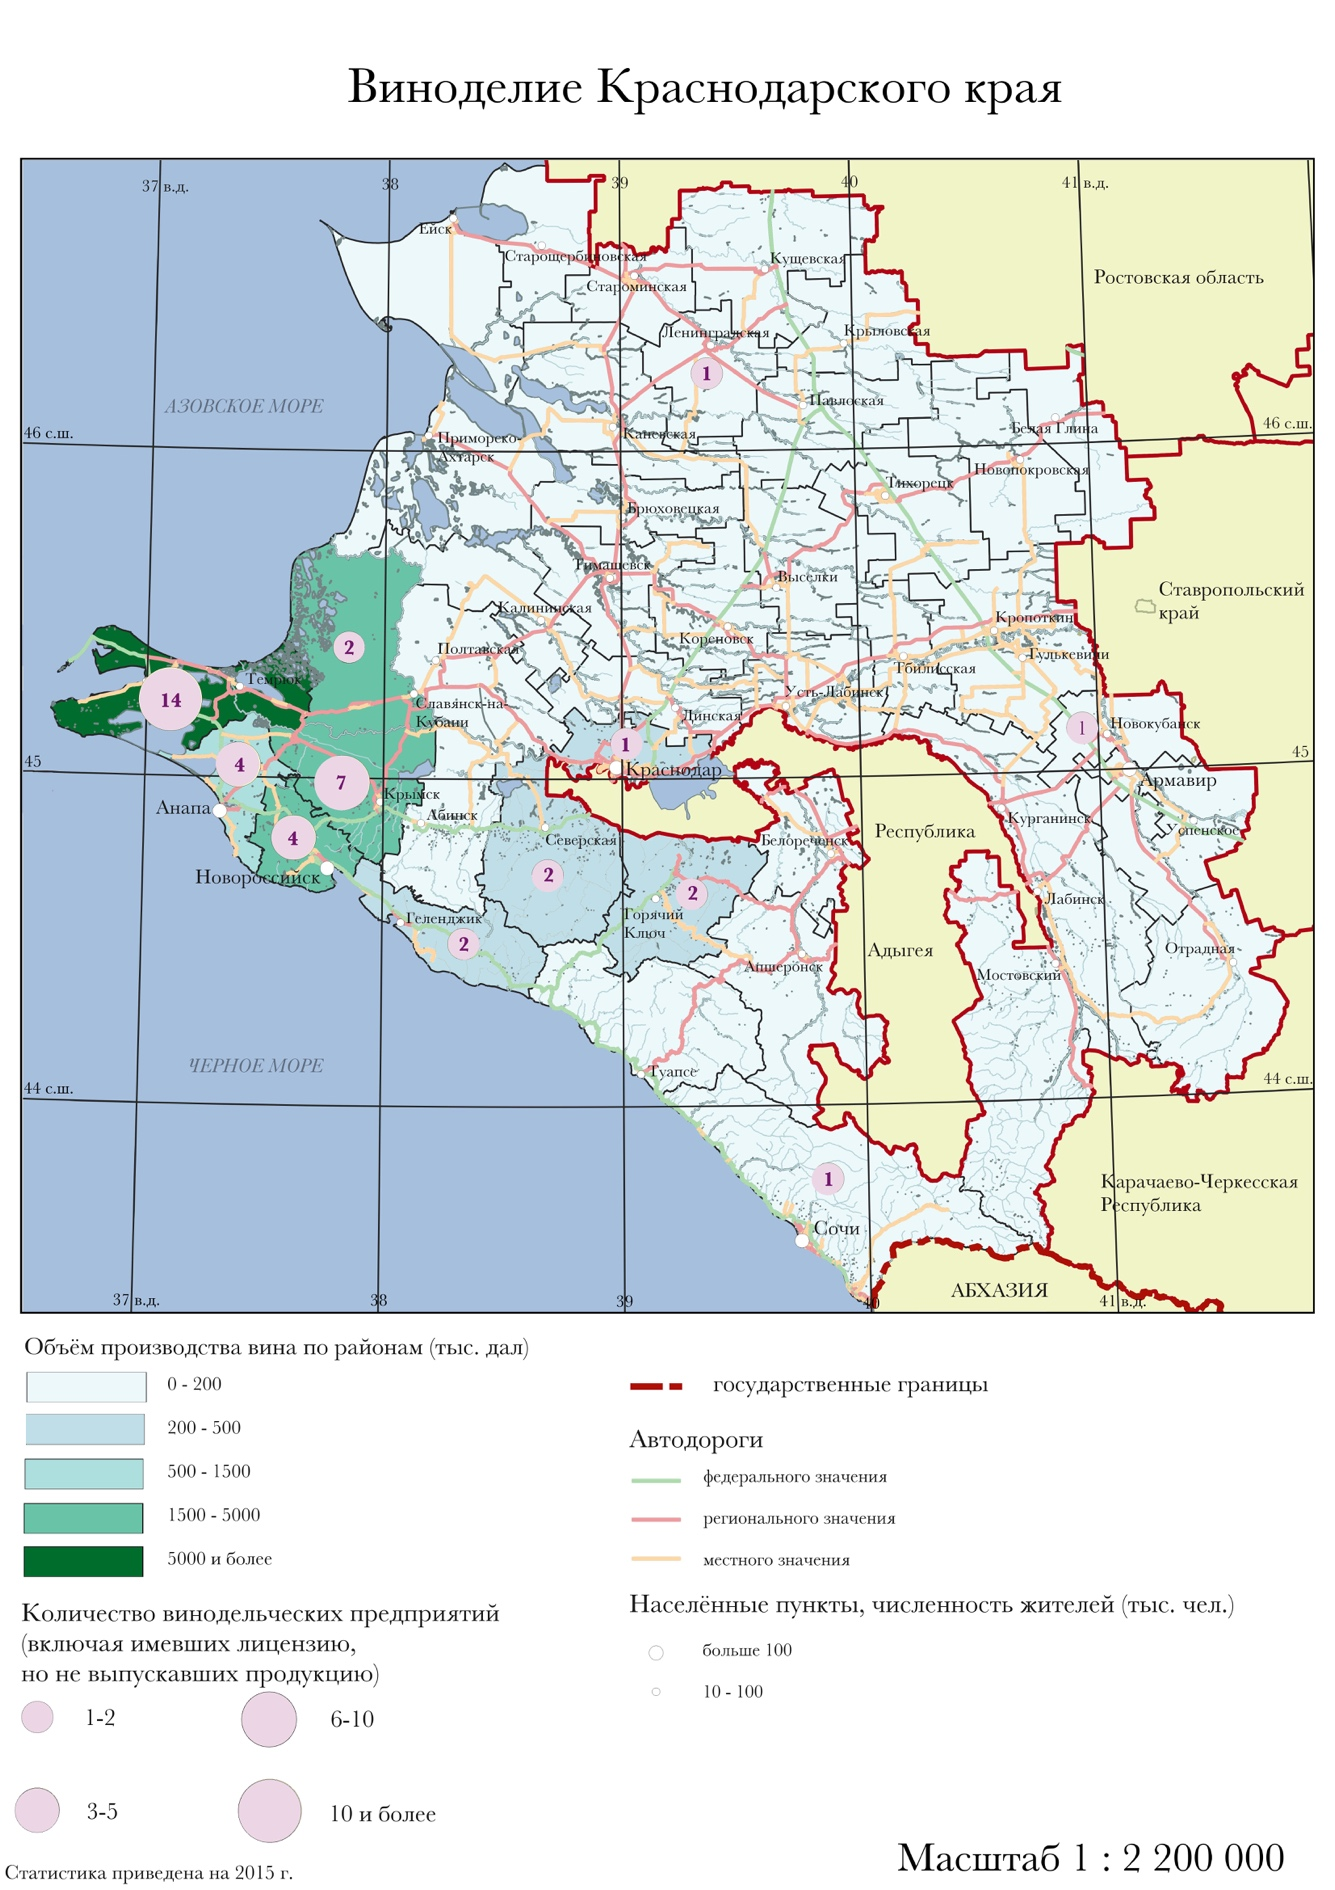 Виноделие Краснодарского края
37 в.д.
38
39
40
41 в.д.
Ейск
Старощербиновская
Кущевская
Староминская
Ростовская область
Ленинградская
Крыловская
1
АЗОВСКОЕ МОРЕ
Павлоская
46 с.ш.
46 с.ш.
Белая Глина
Приморско-
Ахтарск
Каневская
Новопокровская
Тихорецк
Брюховецкая
Тимашевск
Выселки
Ставропольский
край
Калининская
Кропоткин
2
Кореновск
Полтавская
Гулькевичи
Тбилисская
Темрюк
14
Усть-Лабинск
Славянск-на-
Кубани
Динская
1
Новокубанск
1
45
45
4
Краснодар
7
Армавир
Крымск
Анапа
Абинск
Курганинск
Успенское
4
Северская
Белореченск
Республика
Новороссийск
2
2
Лабинск
Геленджик
Горячий
Ключ
2
Адыгея
Отрадная
Апшеронск
Мостовский
ЧЕРНОЕ МОРЕ
Туапсе
44 с.ш.
44 с.ш.
1
Карачаево-Черкесская
Республика
Сочи
АБХАЗИЯ
37 в.д.
38
39
40
41 в.д.
Объём производства вина по районам (тыс. дал)
0 - 200
200 - 500
500 - 1500
1500 - 5000
5000 и более
Количество винодельческих предприятий
(включая имевших лицензию,
но не выпускавших продукцию)
1-2
6-10
3-5
10 и более
Статистика приведена на 2015 г.
государственные границы
Автодороги
федерального значения
регионального значения
местного значения
Населённые пункты, численность жителей (тыс. чел.)
больше 100
10 - 100
Масштаб 1 : 2 200 000